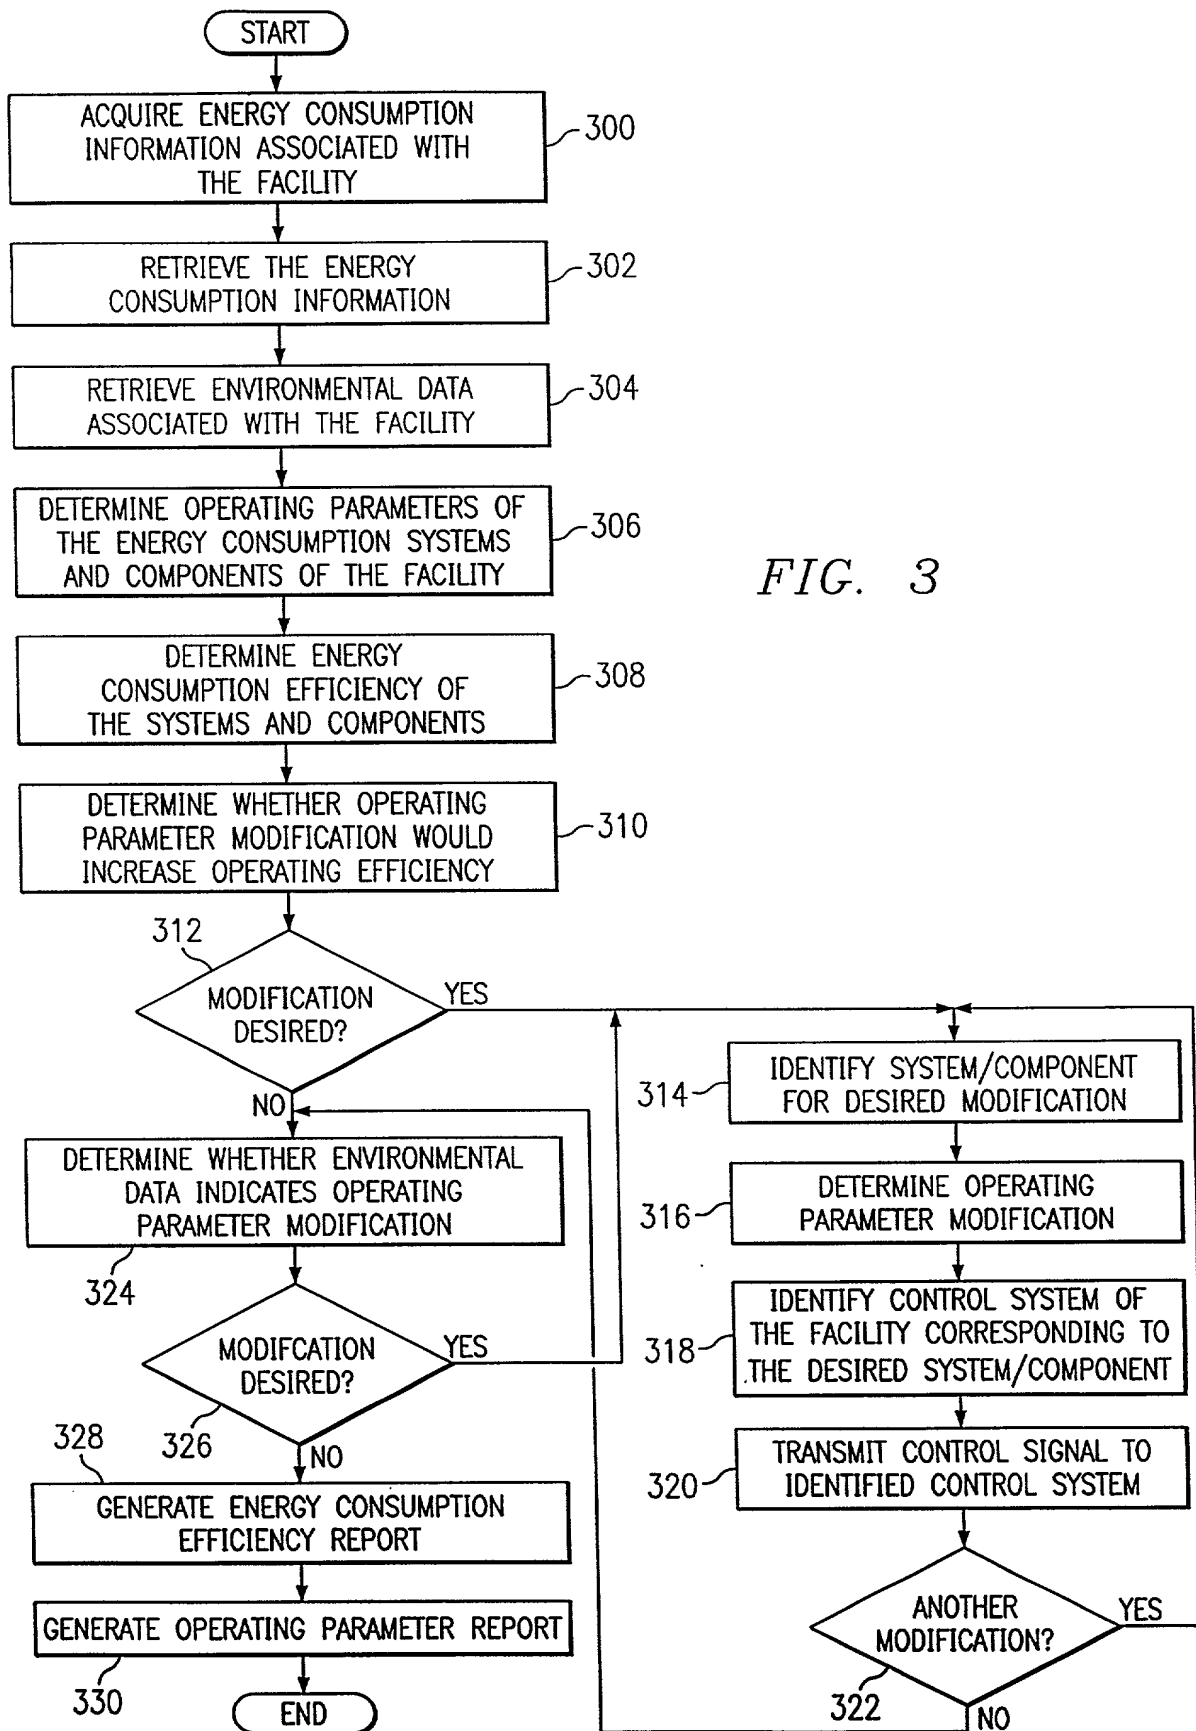 START
ACQUIRE ENERGY CONSUMPTION
INFORMATION ASSOCIATED WITH
THE FACILITY
300
RETRIEVE THE ENERGY
CONSUMPTION INFORMATION
302
RETRIEVE ENVIRONMENTAL DATA
ASSOCIATED WITH THE FACILITY
304
DETERMINE OPERATING PARAMETERS OF
THE ENERGY CONSUMPTION SYSTEMS
AND COMPONENTS OF THE FACILITY
306
FIG. 3
DETERMINE ENERGY
CONSUMPTION EFFICIENCY OF
THE SYSTEMS AND COMPONENTS
308
DETERMINE WHETHER OPERATING
PARAMETER MODIFICATION WOULD
INCREASE OPERATING EFFICIENCY
310
312
MODIFICATION
DESIRED?
YES
NO
DETERMINE WHETHER ENVIRONMENTAL
DATA INDICATES OPERATING
PARAMETER MODIFICATION
324
MODIFCATION
DESIRED?
YES
326
NO
328
GENERATE ENERGY CONSUMPTION
EFFICIENCY REPORT
GENERATE OPERATING PARAMETER REPORT
330
END
IDENTIFY SYSTEM/COMPONENT
FOR DESIRED MODIFICATION
314
DETERMINE OPERATING
PARAMETER MODIFICATION
316
IDENTIFY CONTROL SYSTEM OF
THE FACILITY CORRESPONDING TO
THE DESIRED SYSTEM/COMPONENT
318
TRANSMIT CONTROL SIGNAL TO
IDENTIFIED CONTROL SYSTEM
320
ANOTHER
MODIFICATION?
YES
322
NO